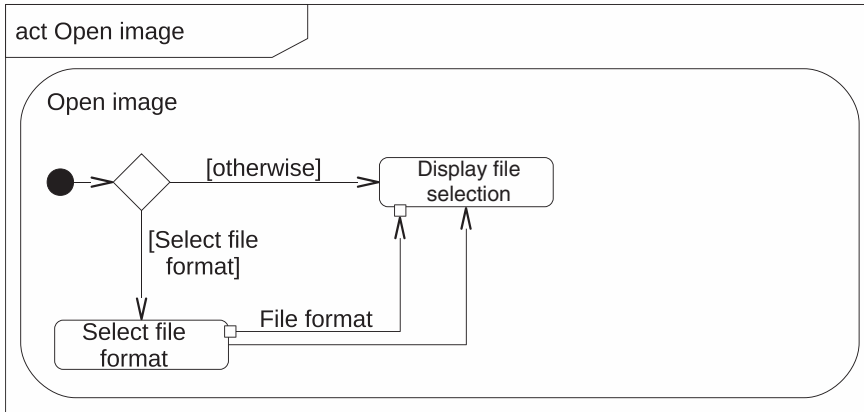 act Open image
Open image
[otherwise]
Display file
selection
[Select file
format]
File format
Select file
format